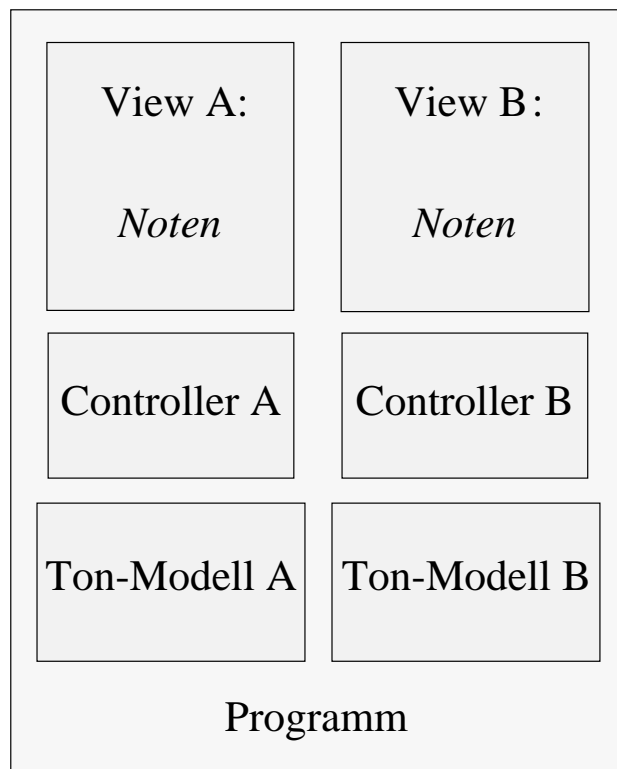 View A:
Noten
View B:
Noten
Controller A
Controller B
Ton-Modell A
Ton-Modell B
Programm